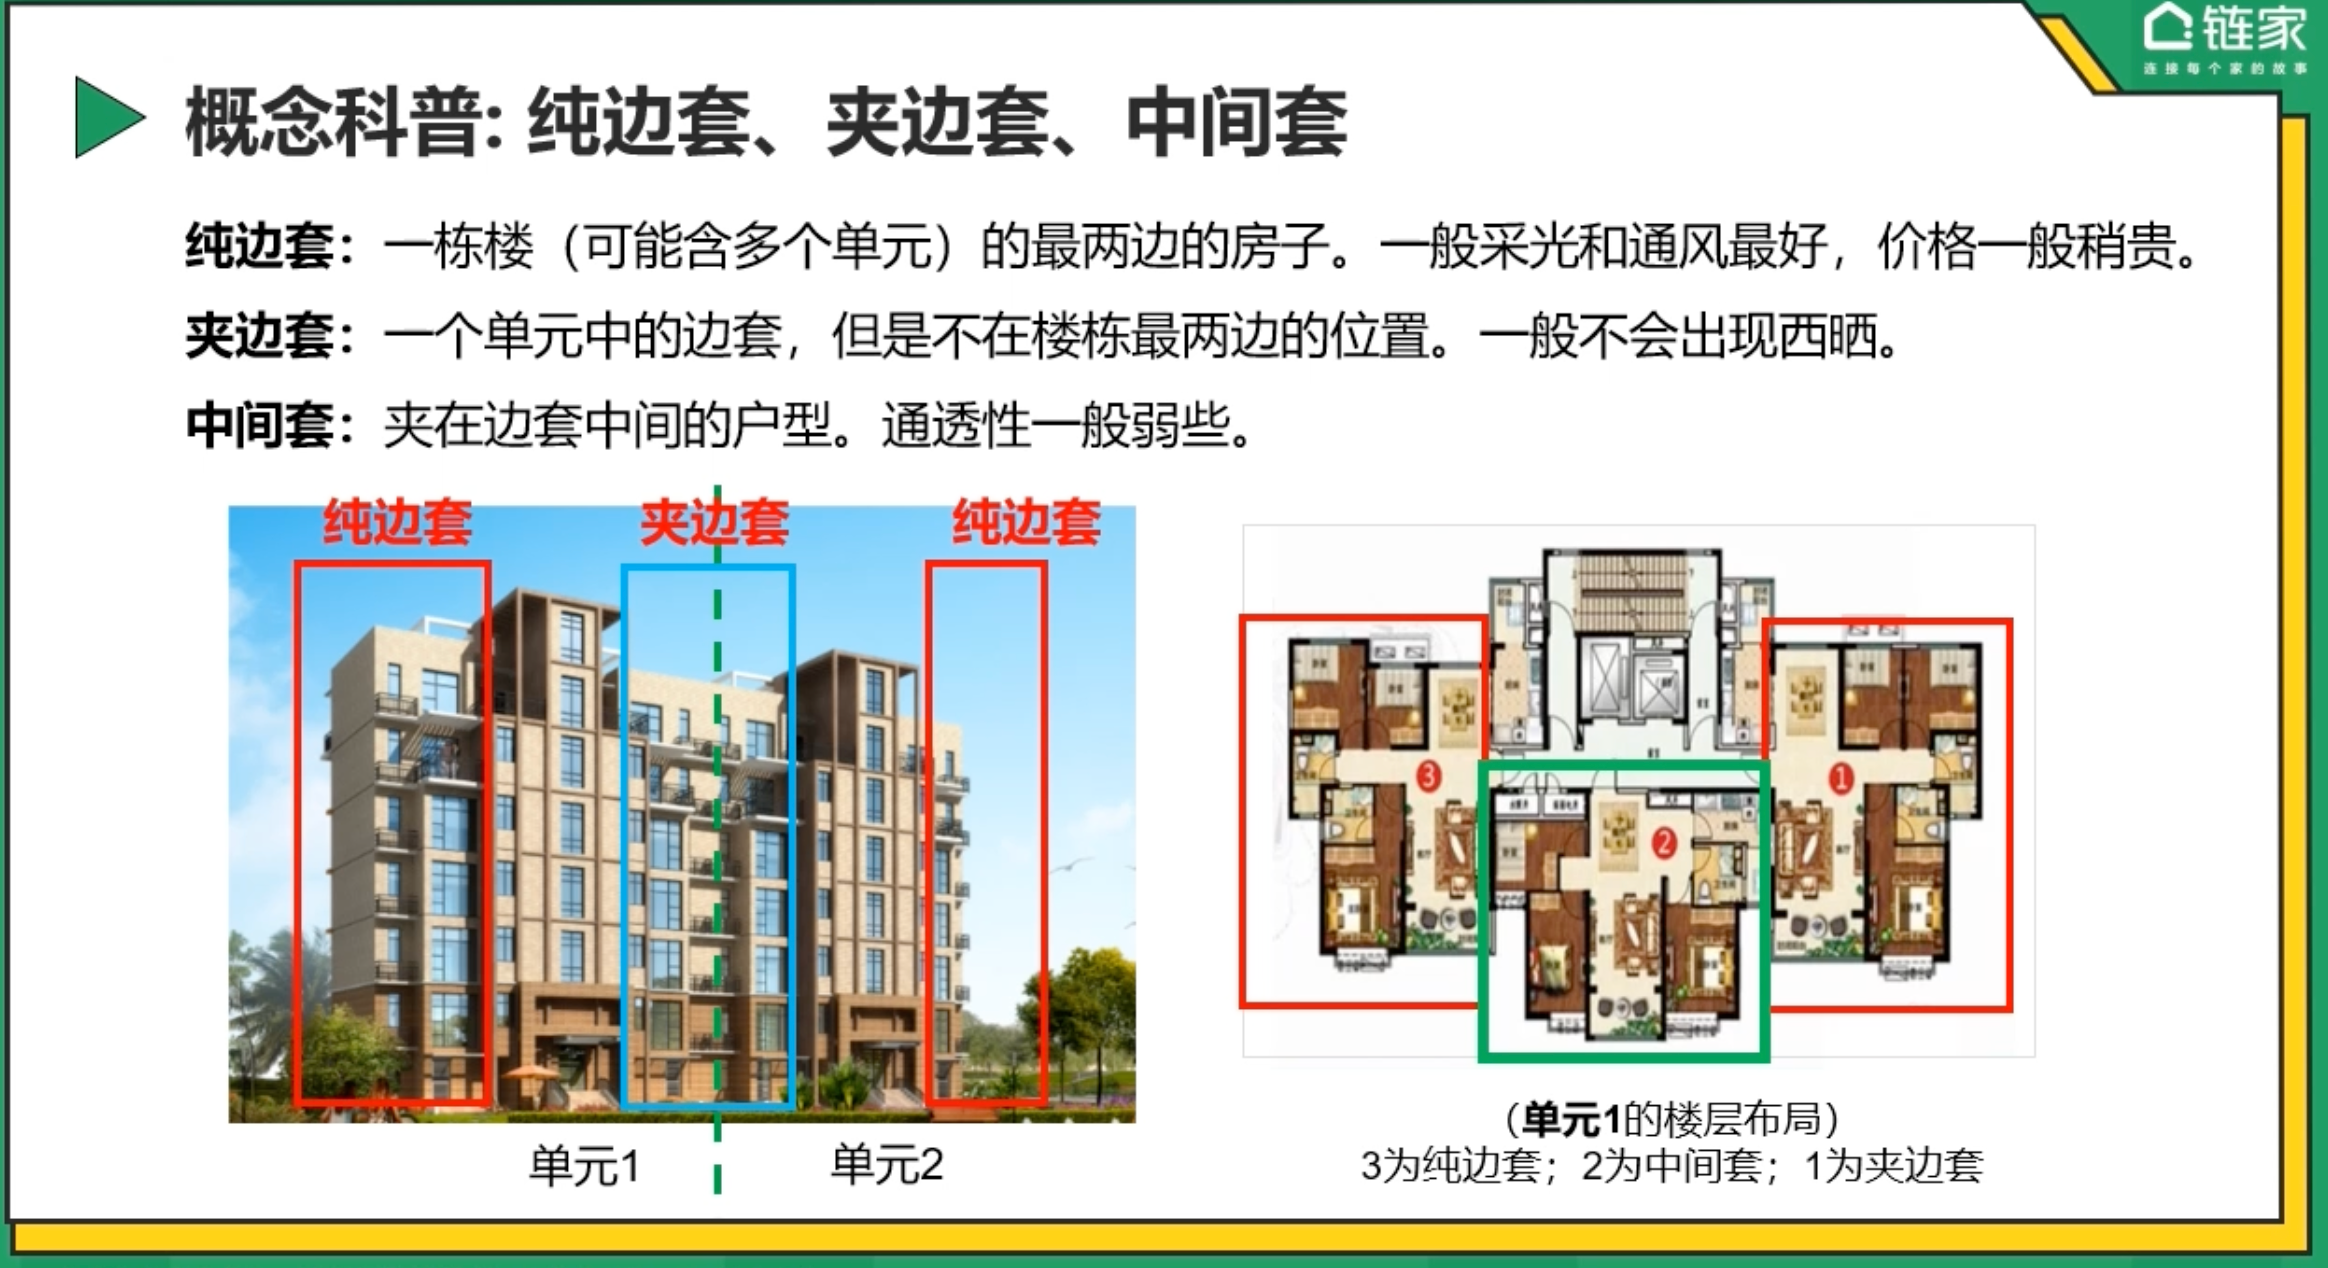 链家
连接每个家的故事
概念科普: 纯边套、夹边套、中间套
纯边套：一栋楼（可能含多个单元）的最两边的房子。一般采光和通风最好，价格一般稍贵。
夹边套：一个单元中的边套，但是不在楼栋最两边的位置。一般不会出现西晒。
中间套：夹在边套中间的户型。通透性一般弱些。
纯边套
夹边套
纯边套
3
1
2
单元1
单元2
（单元1的楼层布局）
3为纯边套；2为中间套；1为夹边套